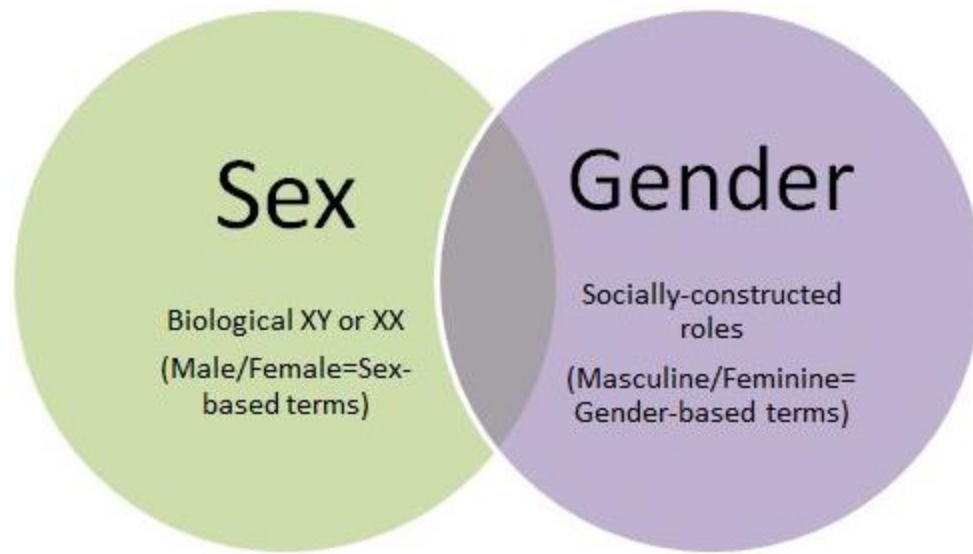 Sex
Biological XY or XX
(Male/Female=Sex-
based terms)
Gender
Socially-constructed
roles
(Masculine/Feminine=
Gender-based terms)